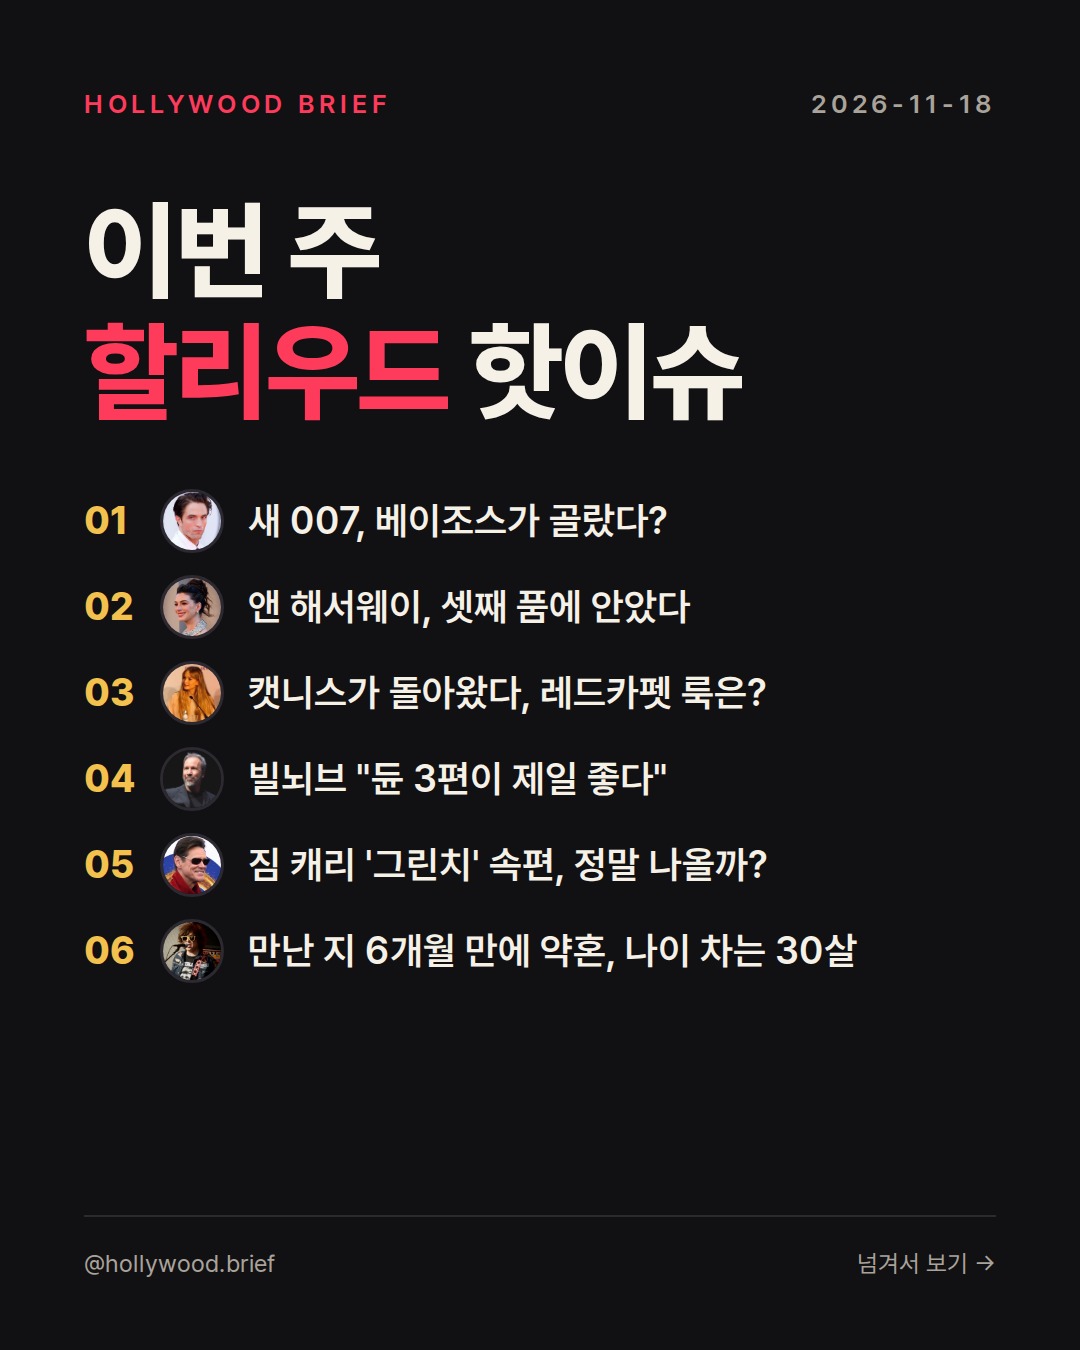 HOLLYWOOD BRIEF
2026-11-18
이번 주
할리우드 핫이슈
01 새 007, 베이조스가 골랐다?
02 앤 해서웨이, 셋째 품에 안았다
03 캣니스가 돌아왔다, 레드카펫 룩은?
04 빌뇌브 "듄 3편이 제일 좋다"
05 짐 캐리 '그린치' 속편, 정말 나올까?
06 만난 지 6개월 만에 약혼, 나이 차는 30살
@hollywood.brief
넘겨서 보기 →